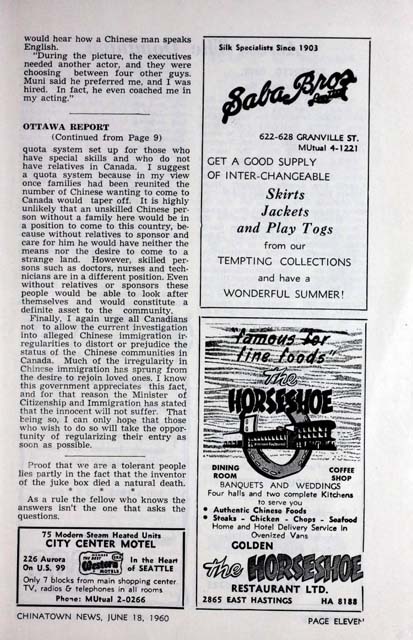 would hear how a Chinese man speaks
English.
"During the picture, the executives
needed another actor, and they were
choosing between four other guys.
Muni said he preferred me, and I was
hired. In fact, he even coached me in
my acting."
OTTAWA REPORT
(Continued from Page 9)
quota system set up for those who
have special skills and who do not
have relatives in Canada. I suggest
a quota system because in my view
once families had been reunited the
number of Chinese wanting to come to
Canada would taper off. It is highly
unlikely that an unskilled Chinese per-
son without a family here would be in
a position to come to this country, be-
cause without relatives to sponsor and
care for him he would have neither the
means nor the desire to come to a
strange land. However, skilled per-
sons such as doctors, nurses and tech-
nicians are in a different position. Even
without relatives or sponsors these
people would be able to look after
themselves and would constitute a
definite asset to the community.
Finally, I again urge all Canadians
not to allow the current investigation
into alleged Chinese immigration ir-
regularities to distort or prejudice the
status of the Chinese communities in
Canada. Much of the irregularity in
Chinese immigration has sprung from
the desire to rejoin loved ones. I know
this government appreciates this fact,
and for that reason the Minister of
Citizenship and Immigration has stated
that the innocent will not suffer. That
being so, I can only hope that those
who wish to do so will take the oppor-
tunity of regularizing their entry as
soon as possible.
Proof that we are a tolerant people
lies partly in the fact that the inventor
of the juke box died a natural death.
* * *
As a rule the fellow who knows the
answers isn't the one that asks the
questions.
75 Modern Steam Heated Units
CITY CENTER MOTEL
226 Aurora
On U.S. 99
Best
Western
Motels
In the Heart
of SEATTLE
Only 7 blocks from main shopping center
TV, radios & telephones in all rooms
Phone: MUtual 2-0266
Silk Specialists Since 1903
Saba Bros
Limited
622-628 GRANVILLE ST.
MUtual 4-1221
GET A GOOD SUPPLY
OF INTER-CHANGEABLE
Skirts
Jackets
and Play Togs
from our
TEMPTING COLLECTIONS
and have a
WONDERFUL SUMMER!
"famous for
fine foods"
The
HORSESHOE
DINING
ROOM
COFFEE
SHOP
BANQUETS AND WEDDINGS
Four halls and two complete Kitchens
to serve you
• Authentic Chinese Foods
• Steaks - Chicken - Chops - Seafood
Home and Hotel Delivery Service in
Ovenized Vans
GOLDEN
The HORSESHOE
RESTAURANT LTD.
2865 EAST HASTINGS HA 8188
CHINATOWN NEWS, JUNE 18, 1960
PAGE ELEVEN